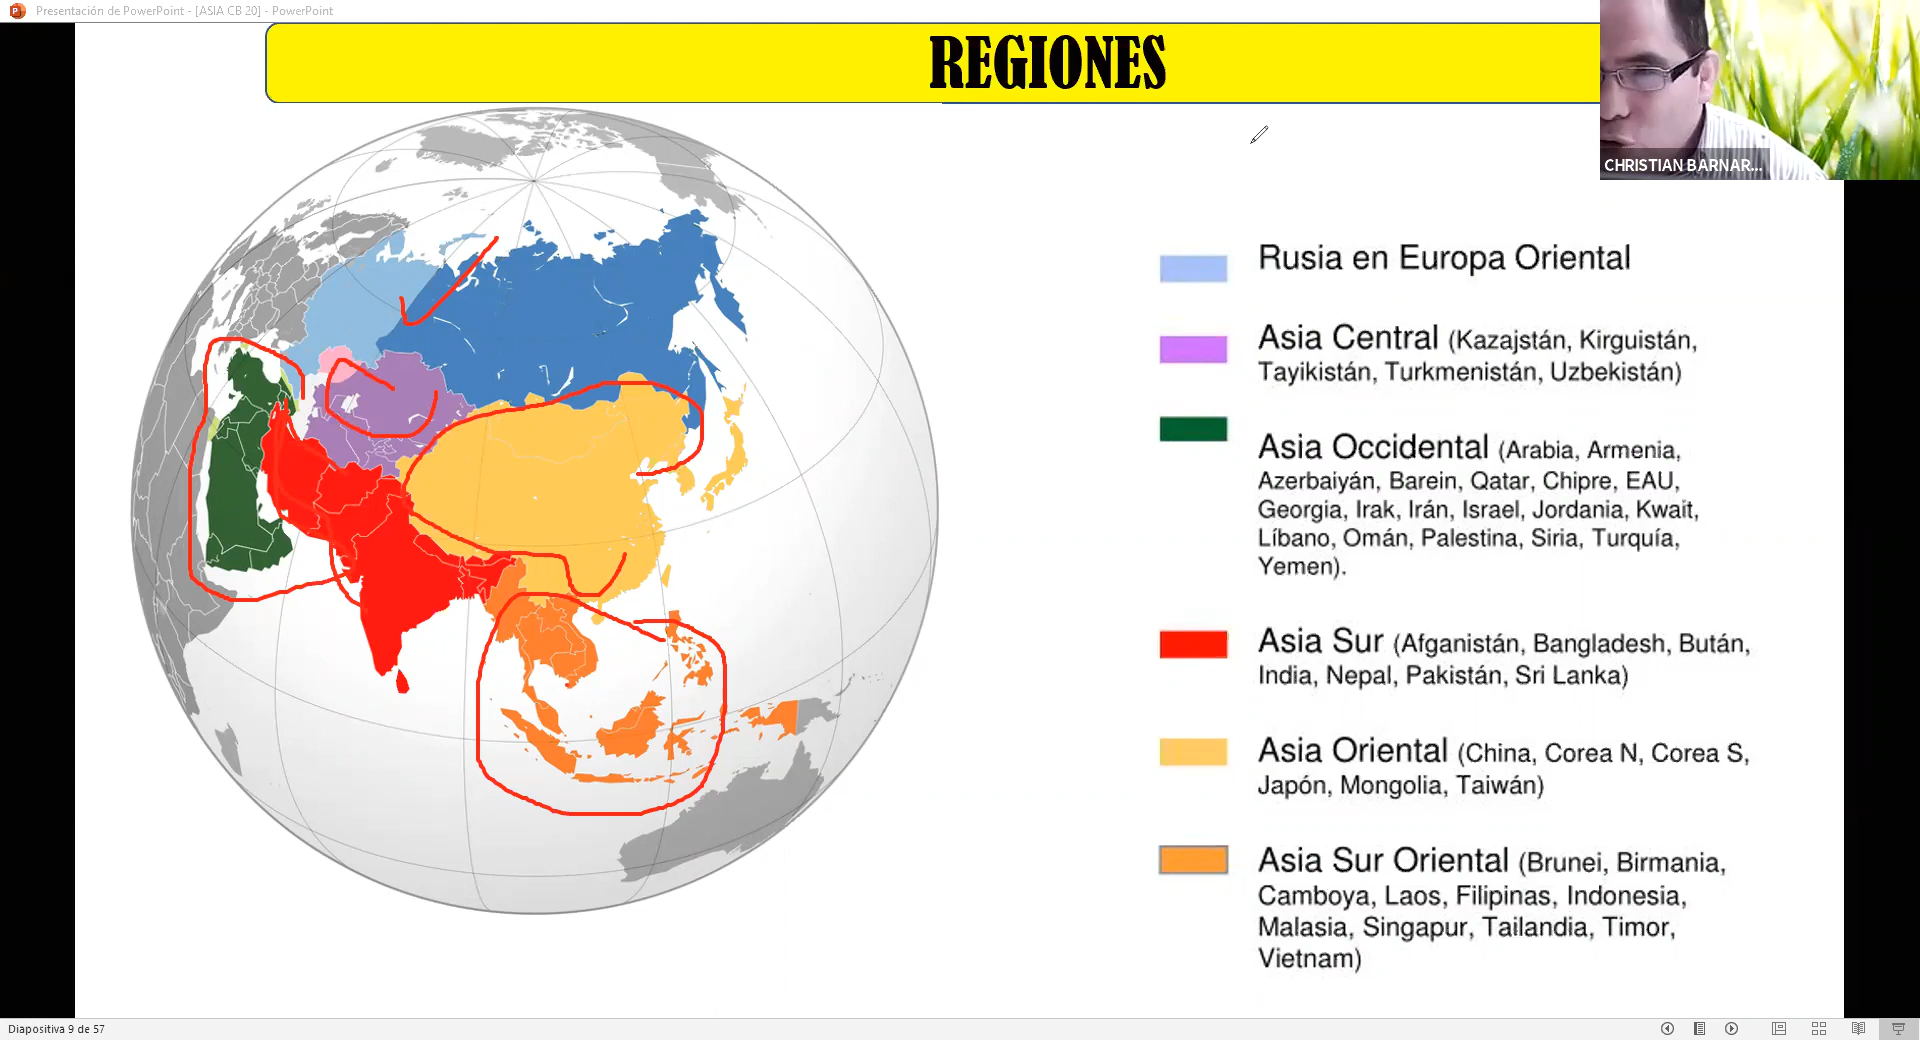 Presentación de PowerPoint - [ASIA CB 20] - PowerPoint
REGIONES
CHRISTIAN BARNAR...
Rusia en Europa Oriental
Asia Central (Kazajstán, Kirguistán,
Tayikistán, Turkmenistán, Uzbekistán)
Asia Occidental (Arabia, Armenia,
Azerbaiyán, Barein, Qatar, Chipre, EAU,
Georgia, Irak, Irán, Israel, Jordania, Kwait,
Líbano, Omán, Palestina, Siria, Turquía,
Yemen).
Asia Sur (Afganistán, Bangladesh, Bután,
India, Nepal, Pakistán, Sri Lanka)
Asia Oriental (China, Corea N, Corea S,
Japón, Mongolia, Taiwán)
Asia Sur Oriental (Brunei, Birmania,
Camboya, Laos, Filipinas, Indonesia,
Malasia, Singapur, Tailandia, Timor,
Vietnam)
Diapositiva 9 de 57